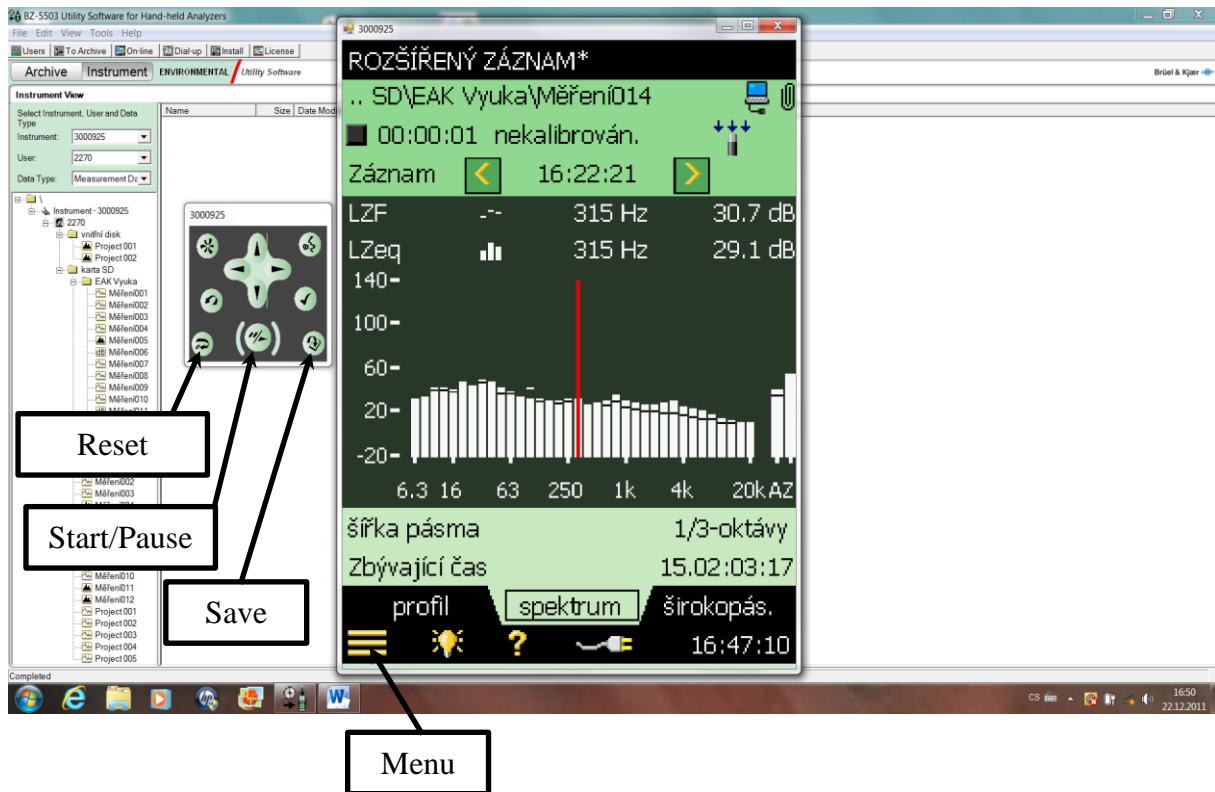 BZ-5503 Utility Software for Hand-held Analyzers
File Edit View Tools Help
Users To Archive On-line Dial-up Install License
Archive Instrument ENVIRONMENTAL Utility Software
Brüel & Kjær
Instrument View
Select Instrument, User and Data Type
Instrument: 3000925
User: 2270
Data Type: Measurement Da
Name Size Date Modi
\
Instrument - 3000925
2270
vnitřní disk
Project 001
Project 002
karta SD
EAK Vyuka
Měření001
Měření002
Měření003
Měření004
Měření005
Měření006
Měření007
Měření008
Měření009
Měření010
Měření011
Měření002
Měření003
Měření010
Měření011
Měření012
Project 001
Project 002
Project 003
Project 004
Project 005
Completed
3000925
Reset
Start/Pause
Save
Menu
3000925
ROZŠÍŘENÝ ZÁZNAM*
.. SD\EAK Vyuka\Měření014
00:00:01 nekalibrován.
Záznam < 16:22:21 >
LZF 315 Hz 30.7 dB
LZeq 315 Hz 29.1 dB
140
100
60
20
-20
6.3 16 63 250 1k 4k 20k AZ
šířka pásma 1/3-oktávy
Zbývající čas 15.02:03:17
profil spektrum širokopás.
? 16:47:10
CS
16:50
22.12.2011